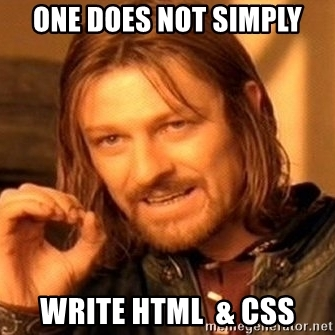 ONE DOES NOT SIMPLY
WRITE HTML & CSS
memegenerator.net